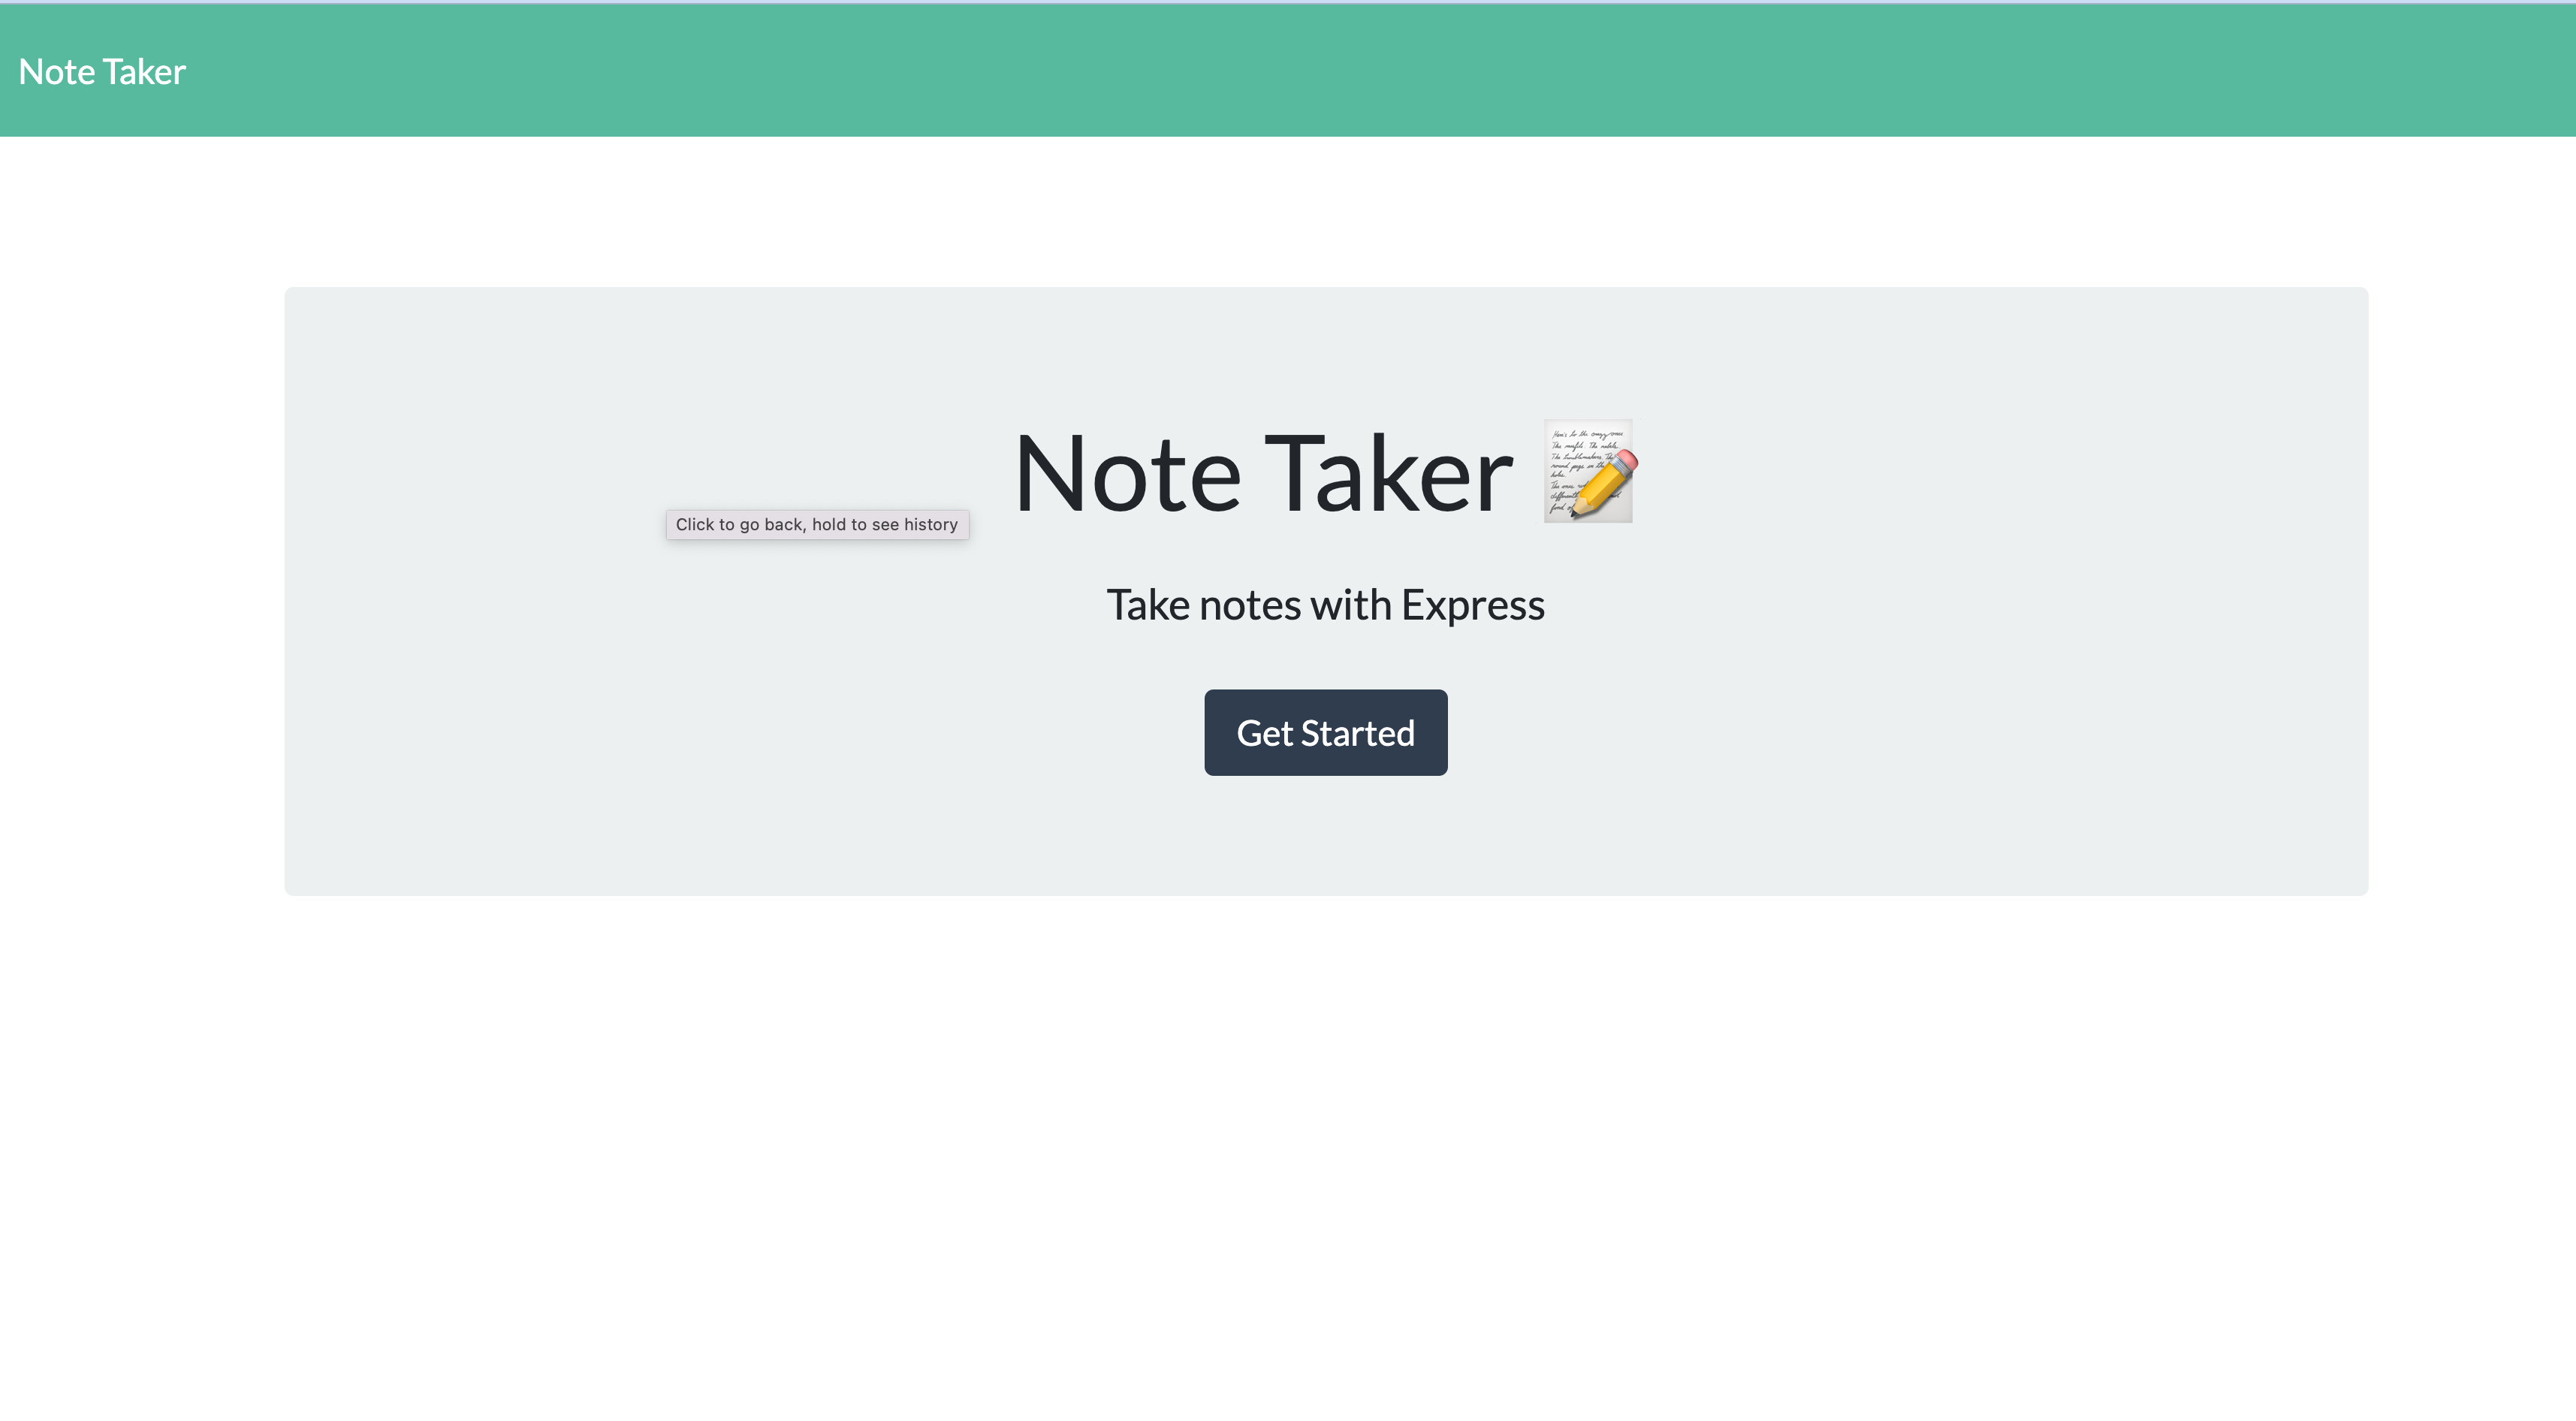 Note Taker
Note Taker 📝
Click to go back, hold to see history
Take notes with Express
Get Started